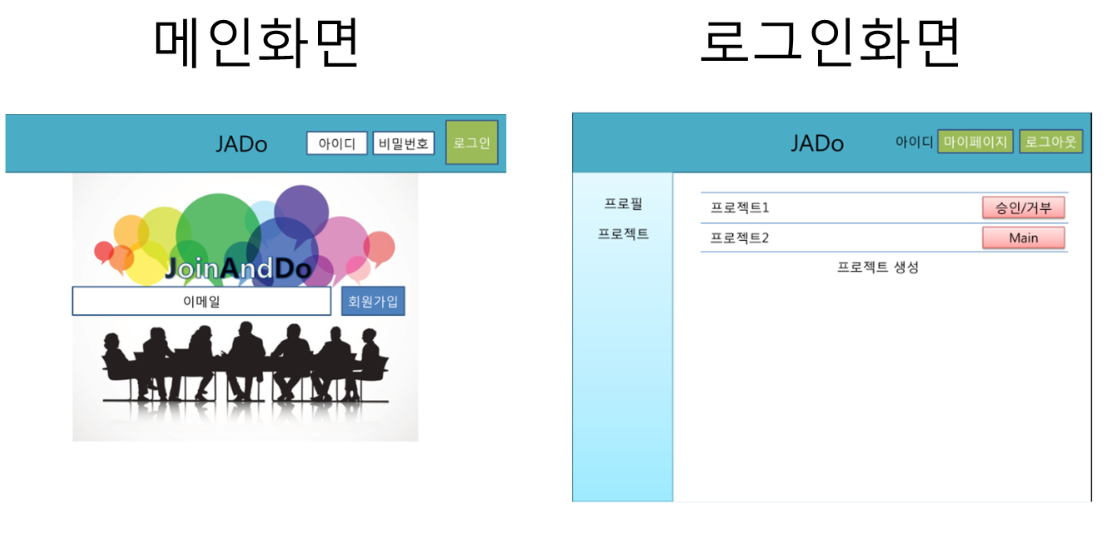 메인화면
JADo 아이디 비밀번호 로그인
JoinAndDo
이메일 회원가입
로그인화면
JADo 아이디 마이페이지 로그아웃
프로필
프로젝트
프로젝트1 승인/거부
프로젝트2 Main
프로젝트 생성